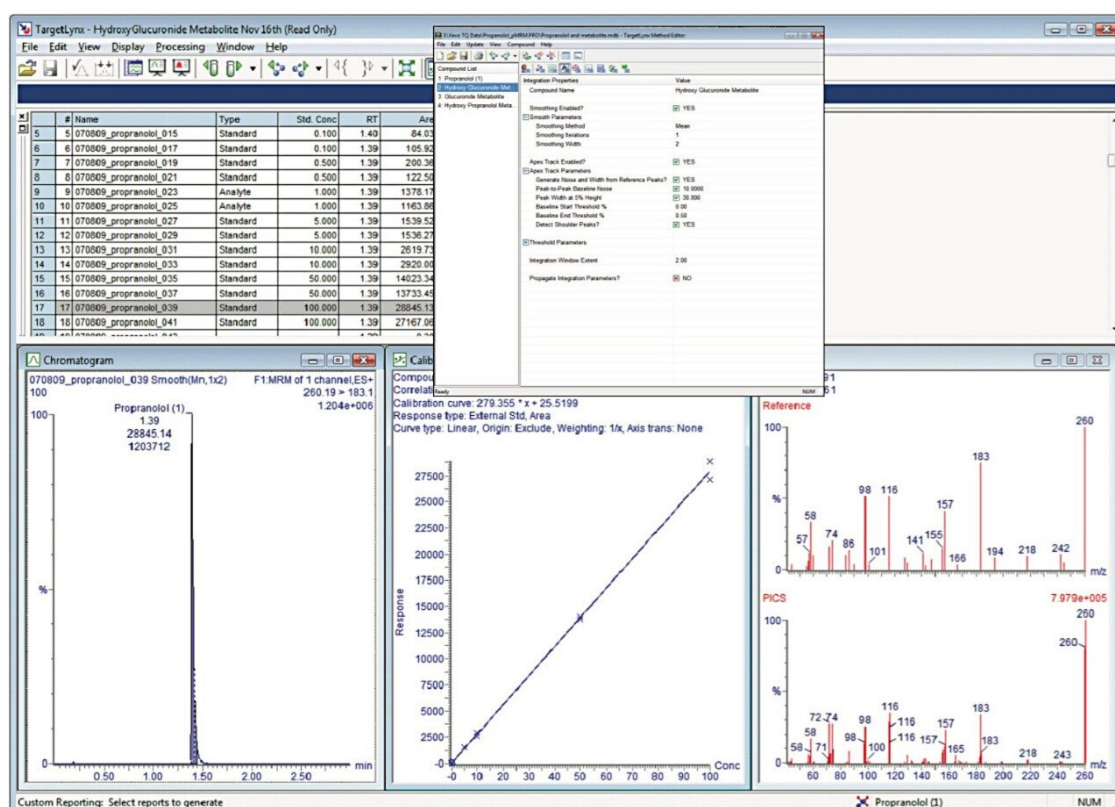 TargetLynx - HydroxyGlucuronide Metabolite Nov 16th (Read Only)
File Edit View Display Processing Window Help
# Name Type Std. Conc RT Area
5 5 070809_propranolol_015 Standard 0.100 1.40 84.03
6 6 070809_propranolol_017 Standard 0.100 1.39 105.92
7 7 070809_propranolol_019 Standard 0.500 1.39 200.36
8 8 070809_propranolol_021 Standard 0.500 1.39 122.50
9 9 070809_propranolol_023 Analyte 1.000 1.39 1378.17
10 10 070809_propranolol_025 Analyte 1.000 1.39 1163.86
11 11 070809_propranolol_027 Standard 5.000 1.39 1539.52
12 12 070809_propranolol_029 Standard 5.000 1.39 1536.27
13 13 070809_propranolol_031 Standard 10.000 1.39 2619.73
14 14 070809_propranolol_033 Standard 10.000 1.39 2920.00
15 15 070809_propranolol_035 Standard 50.000 1.39 14023.34
16 16 070809_propranolol_037 Standard 50.000 1.39 13733.45
17 17 070809_propranolol_039 Standard 100.000 1.39 28845.13
18 18 070809_propranolol_041 Standard 100.000 1.39 27167.06
Propranolol and metabolite.mdb - TargetLynx Method Editor
File Edit Update View Compound Help
Compound List
1: Propranolol (1)
2: Hydroxy Glucuronide Met...
3: Glucuronide Metabolite
4: Hydroxy Propranolol Meta...
Integration Properties Value
Compound Name Hydroxy Glucuronide Metabolite
Smoothing Enabled? YES
Smooth Parameters
Smoothing Method Mean
Smoothing Iterations 1
Smoothing Width 2
Apex Track Enabled? YES
Apex Track Parameters
Generate Noise and Width from Reference Peaks? YES
Peak-to-Peak Baseline Noise 10.0000
Peak Width at 5% Height 30.000
Baseline Start Threshold % 0.00
Baseline End Threshold % 0.50
Detect Shoulder Peaks? YES
Threshold Parameters
Integration Window Extent 2.00
Propagate Integration Parameters? NO
Ready NUM
Chromatogram
070809_propranolol_039 Smooth(Mn,1x2) F1:MRM of 1 channel,ES+
100 260.19 > 183.1
1.204e+006
100
Propranolol (1)
1.39
28845.14
1203712
%
0
0.50 1.00 1.50 2.00 2.50 3.00 min
Calib
Compou
Correlati
Calibration curve: 279.355 * x + 25.5199
Response type: External Std, Area
Curve type: Linear, Origin: Exclude, Weighting: 1/x, Axis trans: None
27500
25000
22500
20000
17500
15000
12500
10000
7500
5000
2500
-0
Response
-0 10 20 30 40 50 60 70 80 90 100 Conc
Reference
100
%
0
57 58 74 86 98 101 116 141 155 157 166 183 194 218 242 260
m/z
PICS 7.979e+005
100
%
0
58 58 71 72 74 98 98 100 116 116 116 157 157 165 183 183 218 243 260 260
m/z
60 80 100 120 140 160 180 200 220 240 260
Custom Reporting: Select reports to generate Propranolol (1) NUM